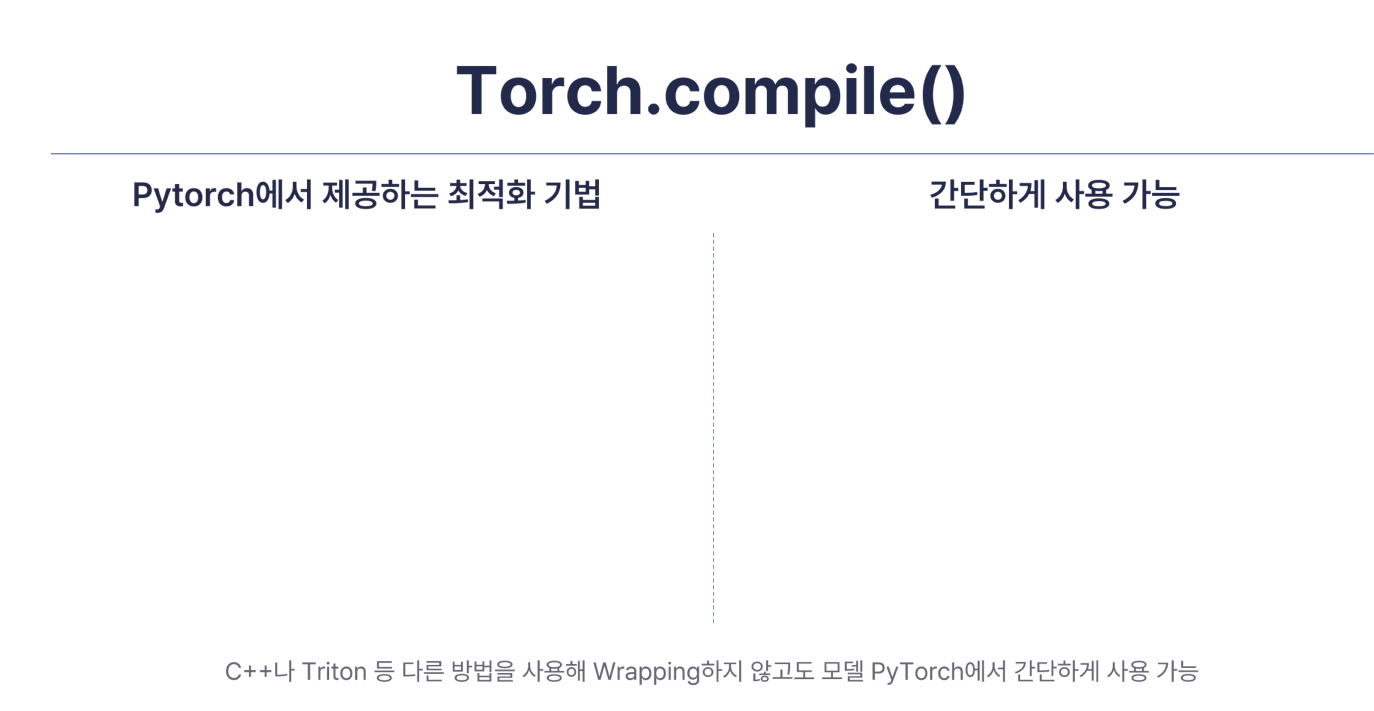 Torch.compile()
Pytorch에서 제공하는 최적화 기법
간단하게 사용 가능
C++나 Triton 등 다른 방법을 사용해 Wrapping하지 않고도 모델 PyTorch에서 간단하게 사용 가능